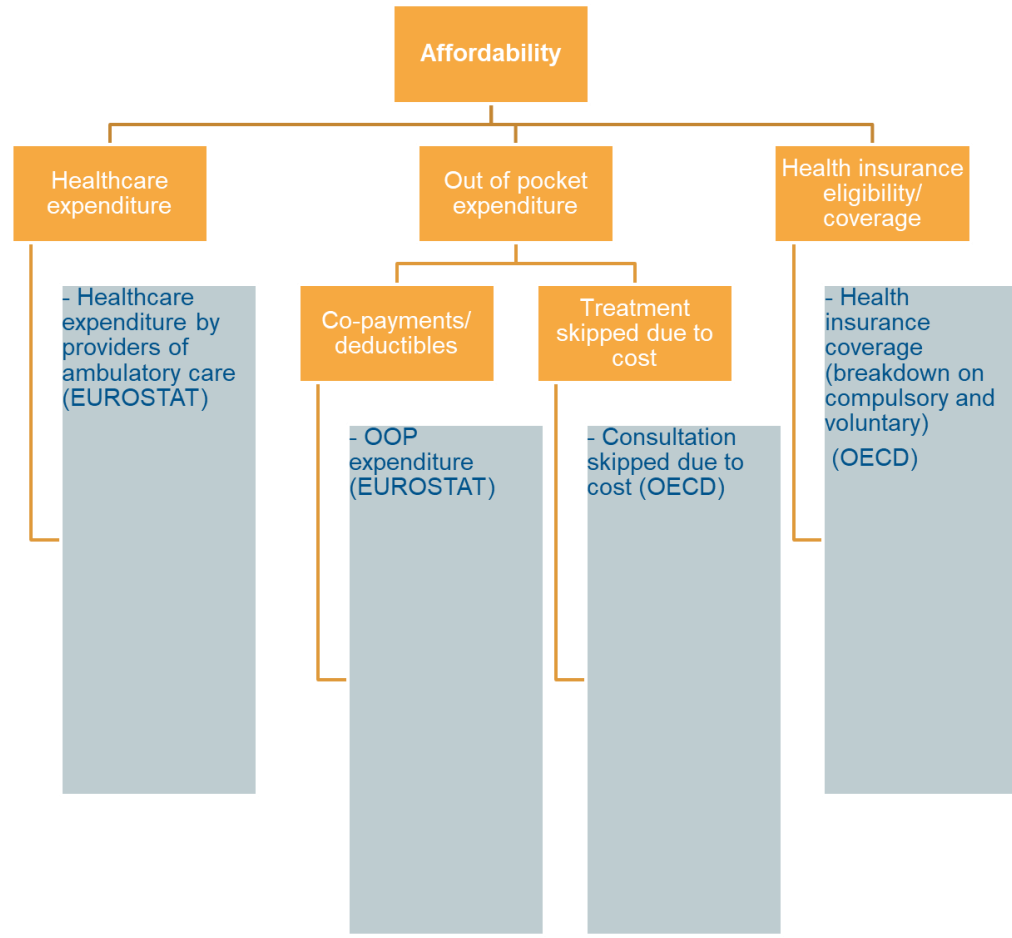 Affordability
Healthcare
expenditure
Out of pocket
expenditure
Health insurance
eligibility/
coverage
- Healthcare
expenditure by
providers of
ambulatory care
(EUROSTAT)
Co-payments/
deductibles
Treatment
skipped due to
cost
- Health
insurance
coverage
(breakdown on
compulsory and
voluntary)
(OECD)
- OOP
expenditure
(EUROSTAT)
- Consultation
skipped due to
cost (OECD)